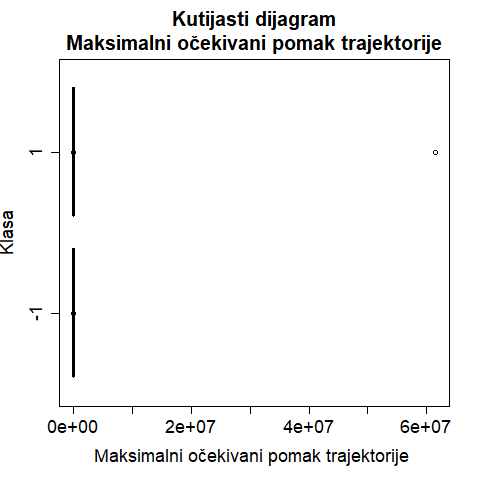 Kutijasti dijagram
Maksimalni očekivani pomak trajektorije
Klasa
1
-1
0e+00 2e+07 4e+07 6e+07
Maksimalni očekivani pomak trajektorije